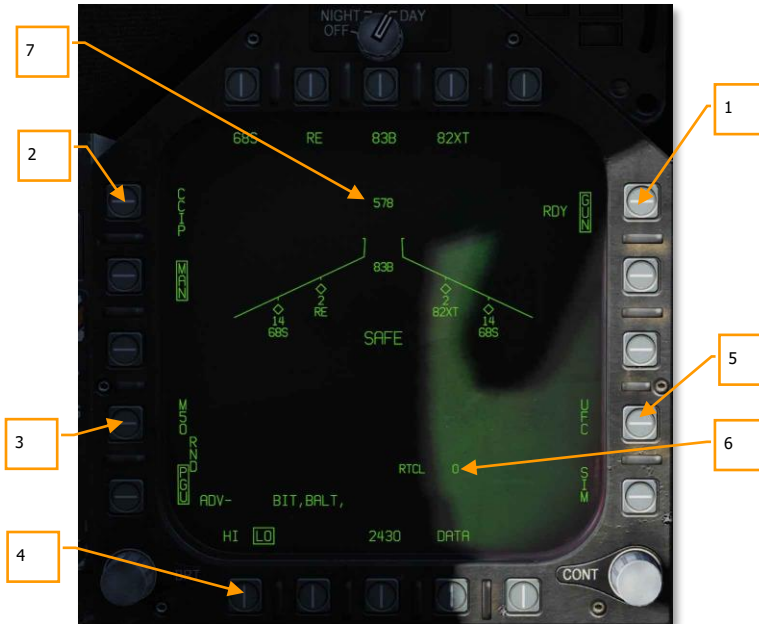 NIGHT DAY
OFF
7
1
2
68S RE 83B 82XT
CCIP
578
RDY GUN
MAN
83B
2 2
RE 82XT
14 14
68S 68S
SAFE
5
M50
UFC
3
RND
6
RTCL 0
PGU
SIM
ADV- BIT,BALT,
4
HI LO 2430 DATA
CONT